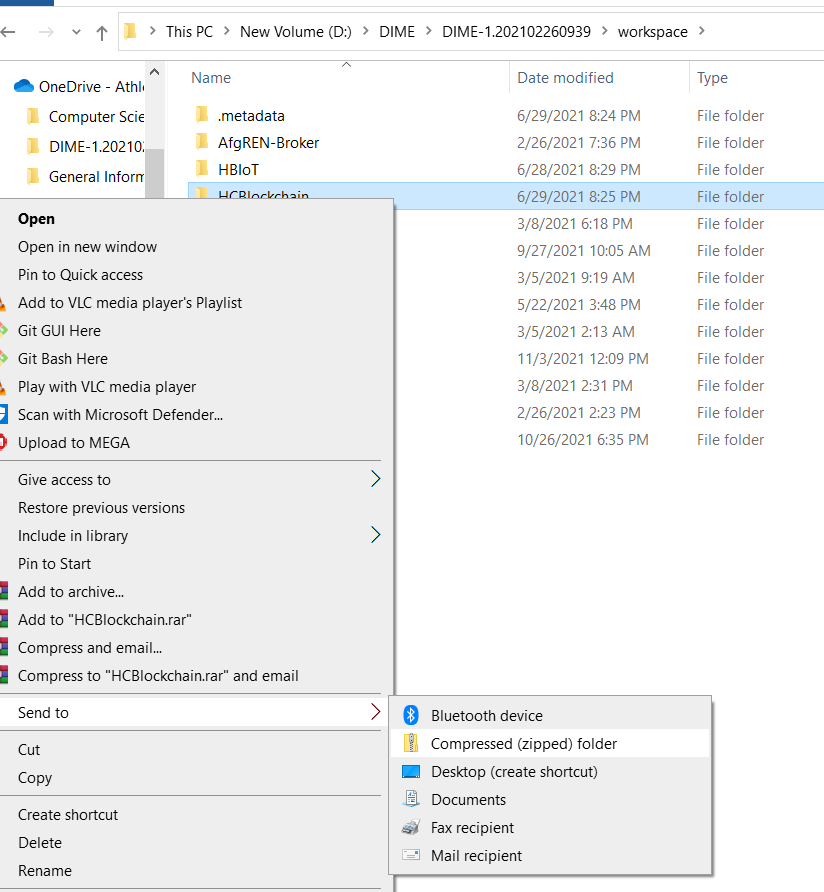 This PC > New Volume (D:) > DIME > DIME-1.202102260939 > workspace >
Name Date modified Type
OneDrive - Athl
Computer Scie
DIME-1.20210
General Inform
.metadata 6/29/2021 8:24 PM File folder
AfgREN-Broker 2/26/2021 7:36 PM File folder
HBIoT 6/28/2021 8:29 PM File folder
HCBlockchain 6/29/2021 8:25 PM File folder
3/8/2021 6:18 PM File folder
9/27/2021 10:05 AM File folder
3/5/2021 9:19 AM File folder
5/22/2021 3:48 PM File folder
3/5/2021 2:13 AM File folder
11/3/2021 12:09 PM File folder
3/8/2021 2:31 PM File folder
2/26/2021 2:23 PM File folder
10/26/2021 6:35 PM File folder
Open
Open in new window
Pin to Quick access
Add to VLC media player's Playlist
Git GUI Here
Git Bash Here
Play with VLC media player
Scan with Microsoft Defender...
Upload to MEGA
Give access to
Restore previous versions
Include in library
Pin to Start
Add to archive...
Add to "HCBlockchain.rar"
Compress and email...
Compress to "HCBlockchain.rar" and email
Send to
Cut
Copy
Create shortcut
Delete
Rename
Bluetooth device
Compressed (zipped) folder
Desktop (create shortcut)
Documents
Fax recipient
Mail recipient